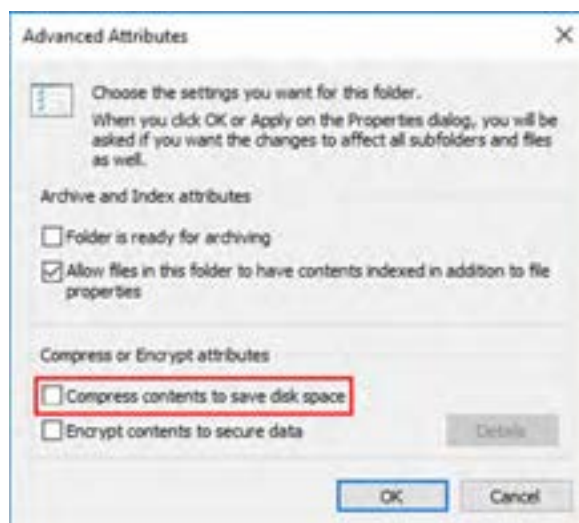 Advanced Attributes
Choose the settings you want for this folder.
When you click OK or Apply on the Properties dialog, you will be
asked if you want the changes to affect all subfolders and files
as well.
Archive and Index attributes
Folder is ready for archiving
Allow files in this folder to have contents indexed in addition to file
properties
Compress or Encrypt attributes
Compress contents to save disk space
Encrypt contents to secure data
Details
OK
Cancel